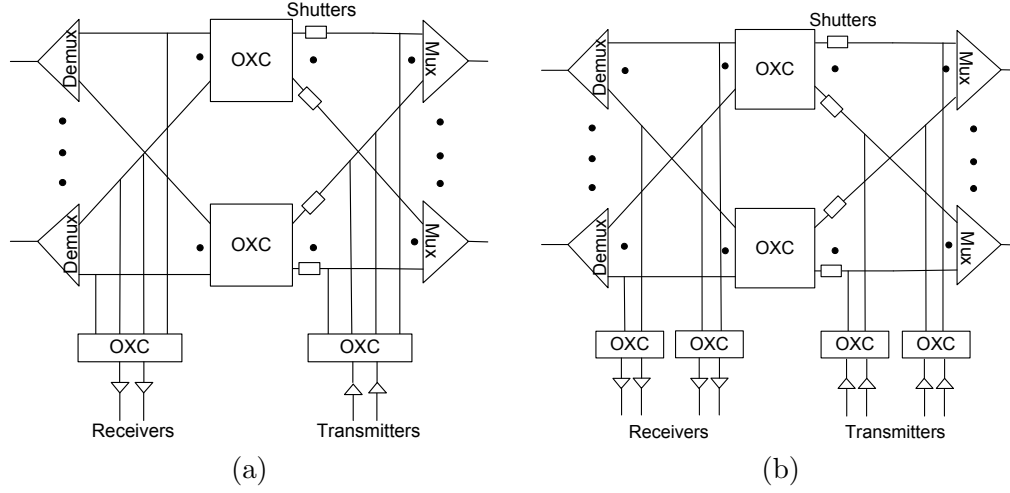 Shutters
Demux
OXC
Mux
Demux
OXC
Mux
OXC
OXC
Receivers
Transmitters
(a)
Shutters
Demux
OXC
Mux
Demux
OXC
Mux
OXC
OXC
OXC
OXC
Receivers
Transmitters
(b)